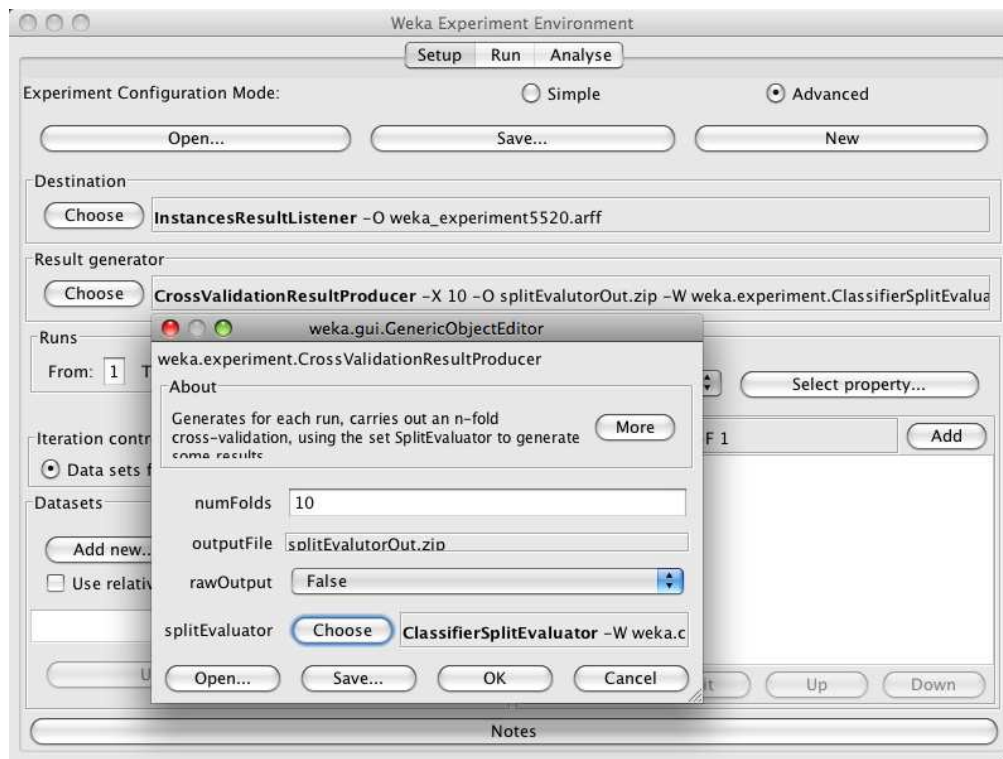 Weka Experiment Environment
Setup Run Analyse
Experiment Configuration Mode: Simple Advanced
Open... Save... New
Destination
Choose InstancesResultListener -O weka_experiment5520.arff
Result generator
Choose CrossValidationResultProducer -X 10 -O splitEvalutorOut.zip -W weka.experiment.ClassifierSplitEvalua
Runs
From: 1 T
Select property...
Iteration contr
Data sets f
F 1 Add
Datasets
Add new..
Use relativ
U
it Up Down
weka.gui.GenericObjectEditor
weka.experiment.CrossValidationResultProducer
About
Generates for each run, carries out an n-fold
cross-validation, using the set SplitEvaluator to generate
some results
More
numFolds 10
outputFile splitEvalutorOut.zip
rawOutput False
splitEvaluator Choose ClassifierSplitEvaluator -W weka.c
Open... Save... OK Cancel
Notes